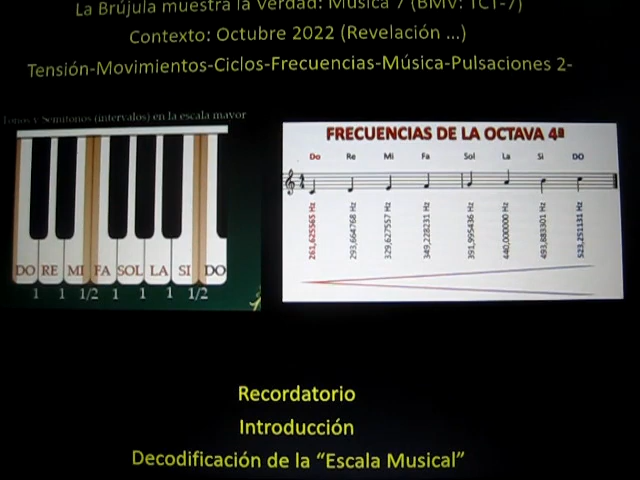 La Brújula muestra la Verdad: Música 7 (BMV: TCT-7)
Contexto: Octubre 2022 (Revelación ...)
Tensión-Movimientos-Ciclos-Frecuencias-Música-Pulsaciones 2-
Tonos y Semitonos (intervalos) en la escala mayor
DO RE MI FA SOL LA SI DO
1 1 1/2 1 1 1 1/2
FRECUENCIAS DE LA OCTAVA 4ª
Do Re Mi Fa Sol La Si DO
261,625565 Hz
293,664768 Hz
329,627557 Hz
349,228231 Hz
391,995436 Hz
440,000000 Hz
493,883301 Hz
523,251131 Hz
Recordatorio
Introducción
Decodificación de la “Escala Musical”